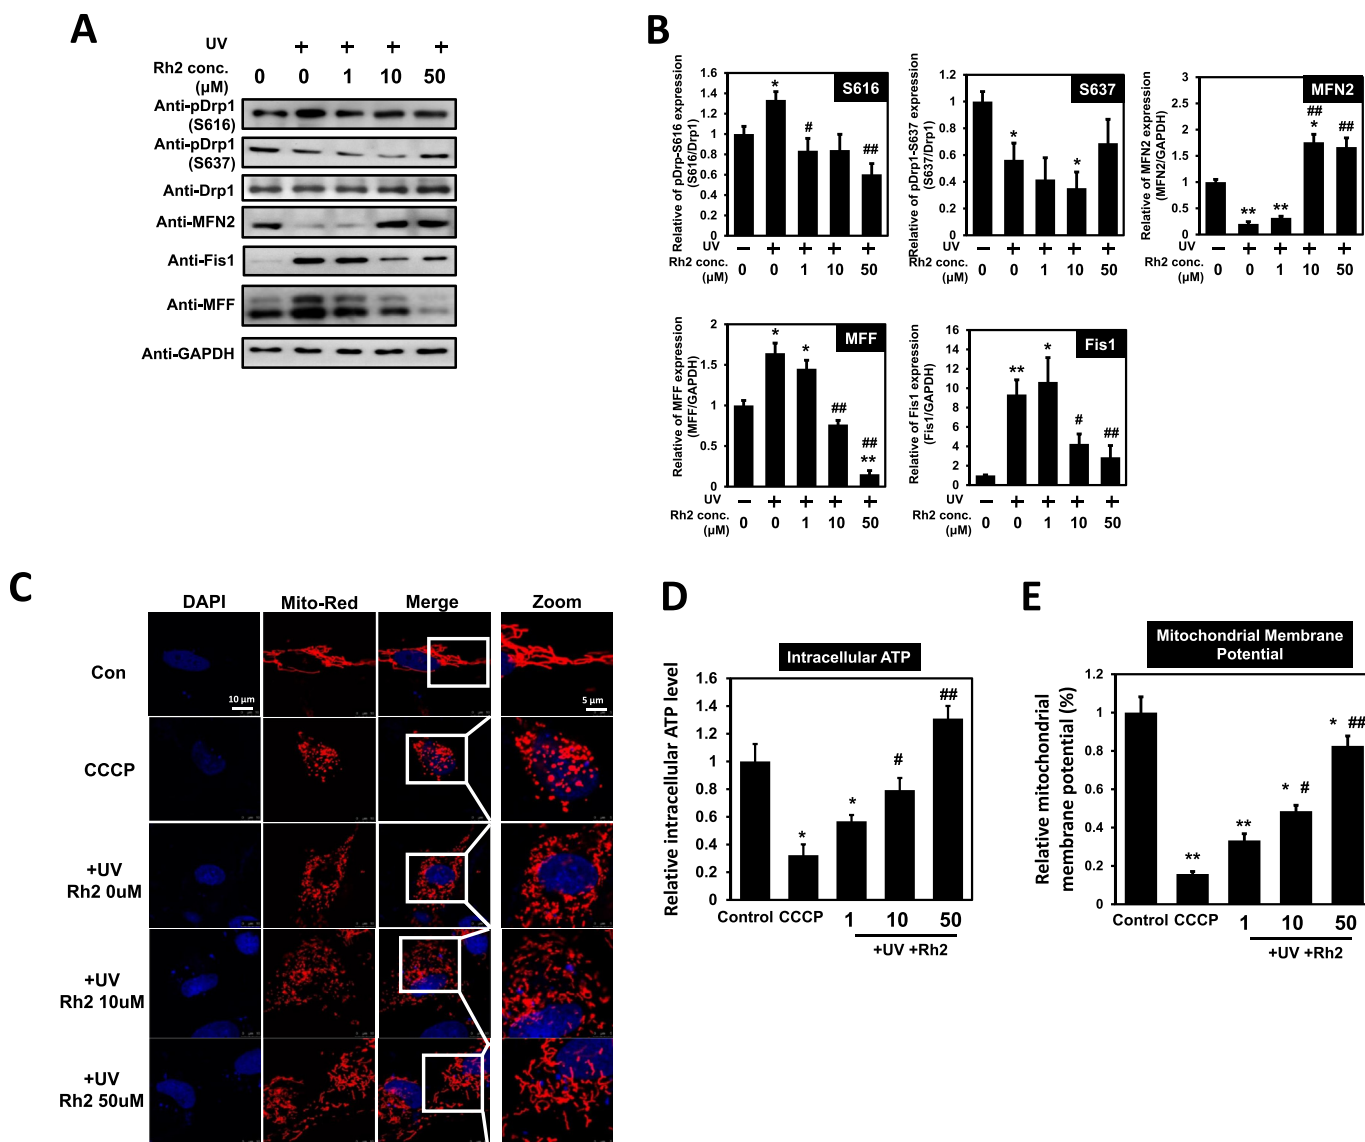 A
UV + + + +
Rh2 conc.
(µM) 0 0 1 10 50
Anti-pDrp1
(S616)
Anti-pDrp1
(S637)
Anti-Drp1
Anti-MFN2
Anti-Fis1
Anti-MFF
Anti-GAPDH
B
Relative of pDrp-S616 expression
(S616/Drp1)
S616
1.6
1.4
1.2
1
0.8
0.6
0.4
0.2
0
* # ##
UV − + + + +
Rh2 conc.
(µM) 0 0 1 10 50
Relative of pDrp1-S637 expression
(S637/Drp1)
S637
1.2
1
0.8
0.6
0.4
0.2
0
* *
UV − + + + +
Rh2 conc.
(µM) 0 0 1 10 50
Relative of MFN2 expression
(MFN2/GAPDH)
MFN2
3
2.5
2
1.5
1
0.5
0
** ** ## * ##
UV − + + + +
Rh2 conc.
(µM) 0 0 1 10 50
Relative of MFF expression
(MFF/GAPDH)
MFF
2
1.5
1
0.5
0
* * ## ## **
UV − + + + +
Rh2 conc.
(µM) 0 0 1 10 50
Relative of Fis1 expression
(Fis1/GAPDH)
Fis1
16
14
12
10
8
6
4
2
0
** * # ##
UV − + + + +
Rh2 conc.
(µM) 0 0 1 10 50
C
DAPI Mito-Red Merge Zoom
Con
10 µm 5 µm
CCCP
+UV
Rh2 0uM
+UV
Rh2 10uM
+UV
Rh2 50uM
D
Intracellular ATP
Relative intracellular ATP level
1.6
1.4
1.2
1
0.8
0.6
0.4
0.2
0
* * # ##
Control CCCP 1 10 50
+UV +Rh2
E
Mitochondrial Membrane
Potential
Relative mitochondrial
membrane potential (%)
1.2
1
0.8
0.6
0.4
0.2
0
** ** * # * ##
Control CCCP 1 10 50
+UV +Rh2